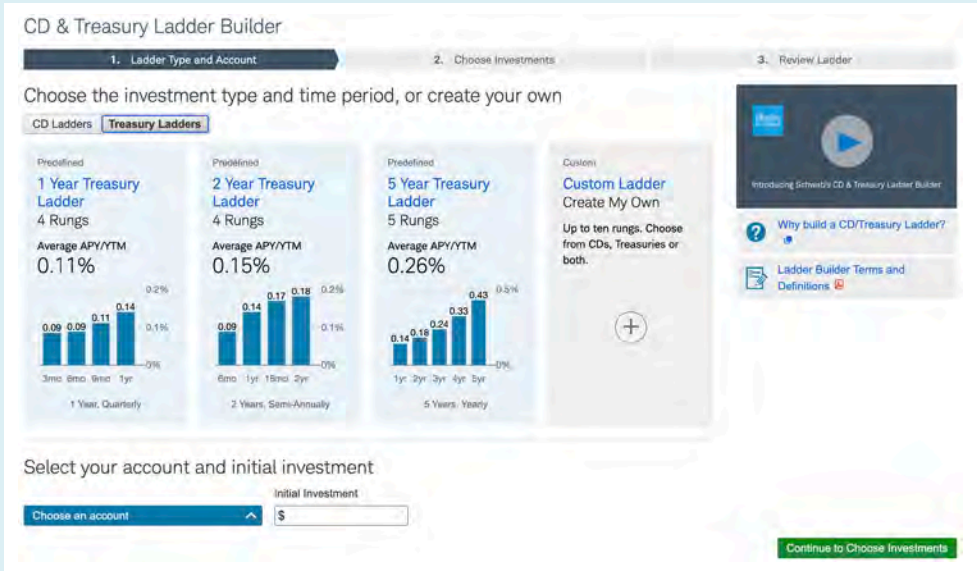 CD & Treasury Ladder Builder
1. Ladder Type and Account
2. Choose Investments
3. Review Ladder
Choose the investment type and time period, or create your own
CD Ladders
Treasury Ladders
Predefined
1 Year Treasury
Ladder
4 Rungs
Average APY/YTM
0.11%
0.2%
0.1%
0%
0.09 0.09 0.11 0.14
3mo 6mo 9mo 1yr
1 Year, Quarterly
Predefined
2 Year Treasury
Ladder
4 Rungs
Average APY/YTM
0.15%
0.2%
0.1%
0%
0.09 0.14 0.17 0.18
6mo 1yr 18mo 2yr
2 Years, Semi-Annually
Predefined
5 Year Treasury
Ladder
5 Rungs
Average APY/YTM
0.26%
0.5%
0%
0.14 0.18 0.24 0.33 0.43
1yr 2yr 3yr 4yr 5yr
5 Years, Yearly
Custom
Custom Ladder
Create My Own
Up to ten rungs. Choose
from CDs, Treasuries or
both.
Introducing Schwab's CD & Treasury Ladder Builder
Why build a CD/Treasury Ladder?
Ladder Builder Terms and
Definitions
Select your account and initial investment
Initial Investment
Choose an account
$
Continue to Choose Investments